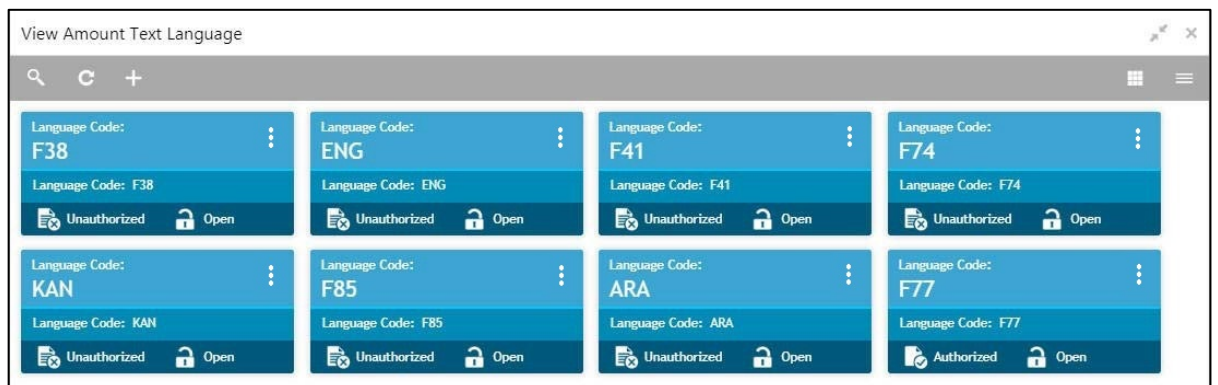 View Amount Text Language
Language Code:
F38
Language Code: F38
Unauthorized Open
Language Code:
ENG
Language Code: ENG
Unauthorized Open
Language Code:
F41
Language Code: F41
Unauthorized Open
Language Code:
F74
Language Code: F74
Unauthorized Open
Language Code:
KAN
Language Code: KAN
Unauthorized Open
Language Code:
F85
Language Code: F85
Unauthorized Open
Language Code:
ARA
Language Code: ARA
Unauthorized Open
Language Code:
F77
Language Code: F77
Authorized Open